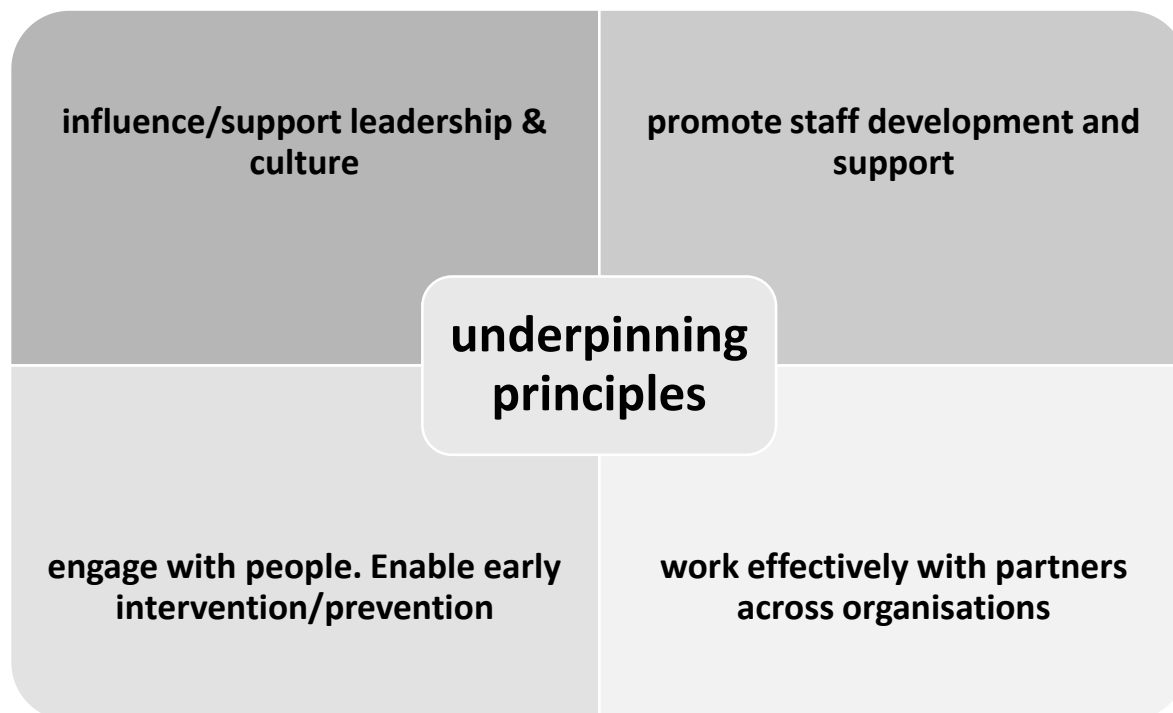 influence/support leadership &
culture
promote staff development and
support
underpinning
principles
engage with people. Enable early
intervention/prevention
work effectively with partners
across organisations